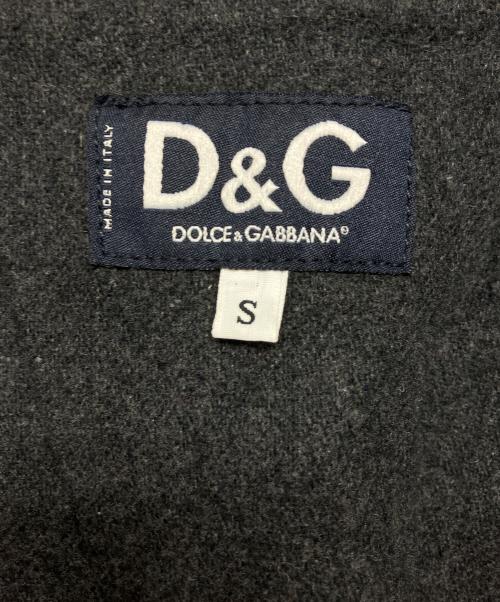 MADE IN ITALY
D&G
DOLCE & GABBANA®
S